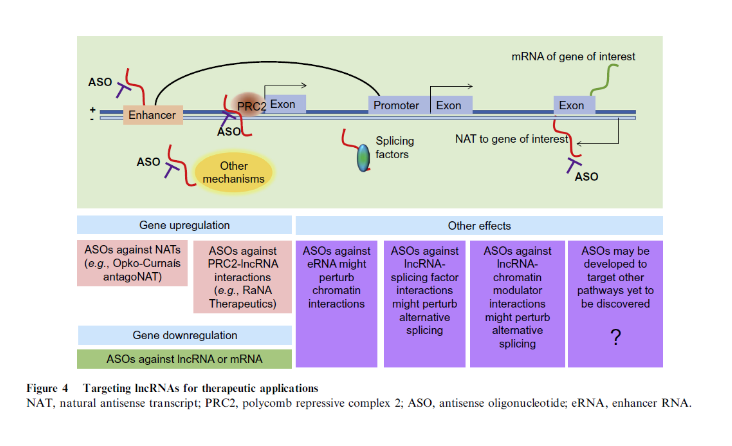 mRNA of gene of interest
ASO
PRC2
Exon
Promoter
Exon
Exon
+
-
Enhancer
ASO
Splicing
factors
NAT to gene of interest
ASO
Other
mechanisms
ASO
Gene upregulation
Other effects
ASOs against NATs
(e.g., Opko-Curnaís
antagoNAT)
ASOs against
PRC2-lncRNA
interactions
(e.g., RaNA
Therapeutics)
ASOs against
eRNA might
perturb
chromatin
interactions
ASOs against
lncRNA-
splicing factor
interactions
might perturb
alternative
splicing
ASOs against
lncRNA-
chromatin
modulator
interactions
might perturb
alternative
splicing
ASOs may be
developed to
target other
pathways yet to
be discovered
?
Gene downregulation
ASOs against lncRNA or mRNA
Figure 4 Targeting lncRNAs for therapeutic applications
NAT, natural antisense transcript; PRC2, polycomb repressive complex 2; ASO, antisense oligonucleotide; eRNA, enhancer RNA.